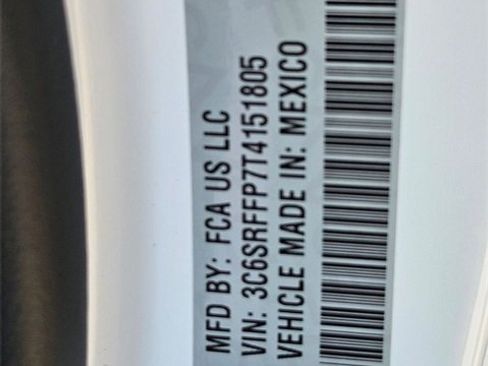 MFD BY: FCA US LLC
VIN: 3C6SRFFP7T4151805
VEHICLE MADE IN: MEXICO